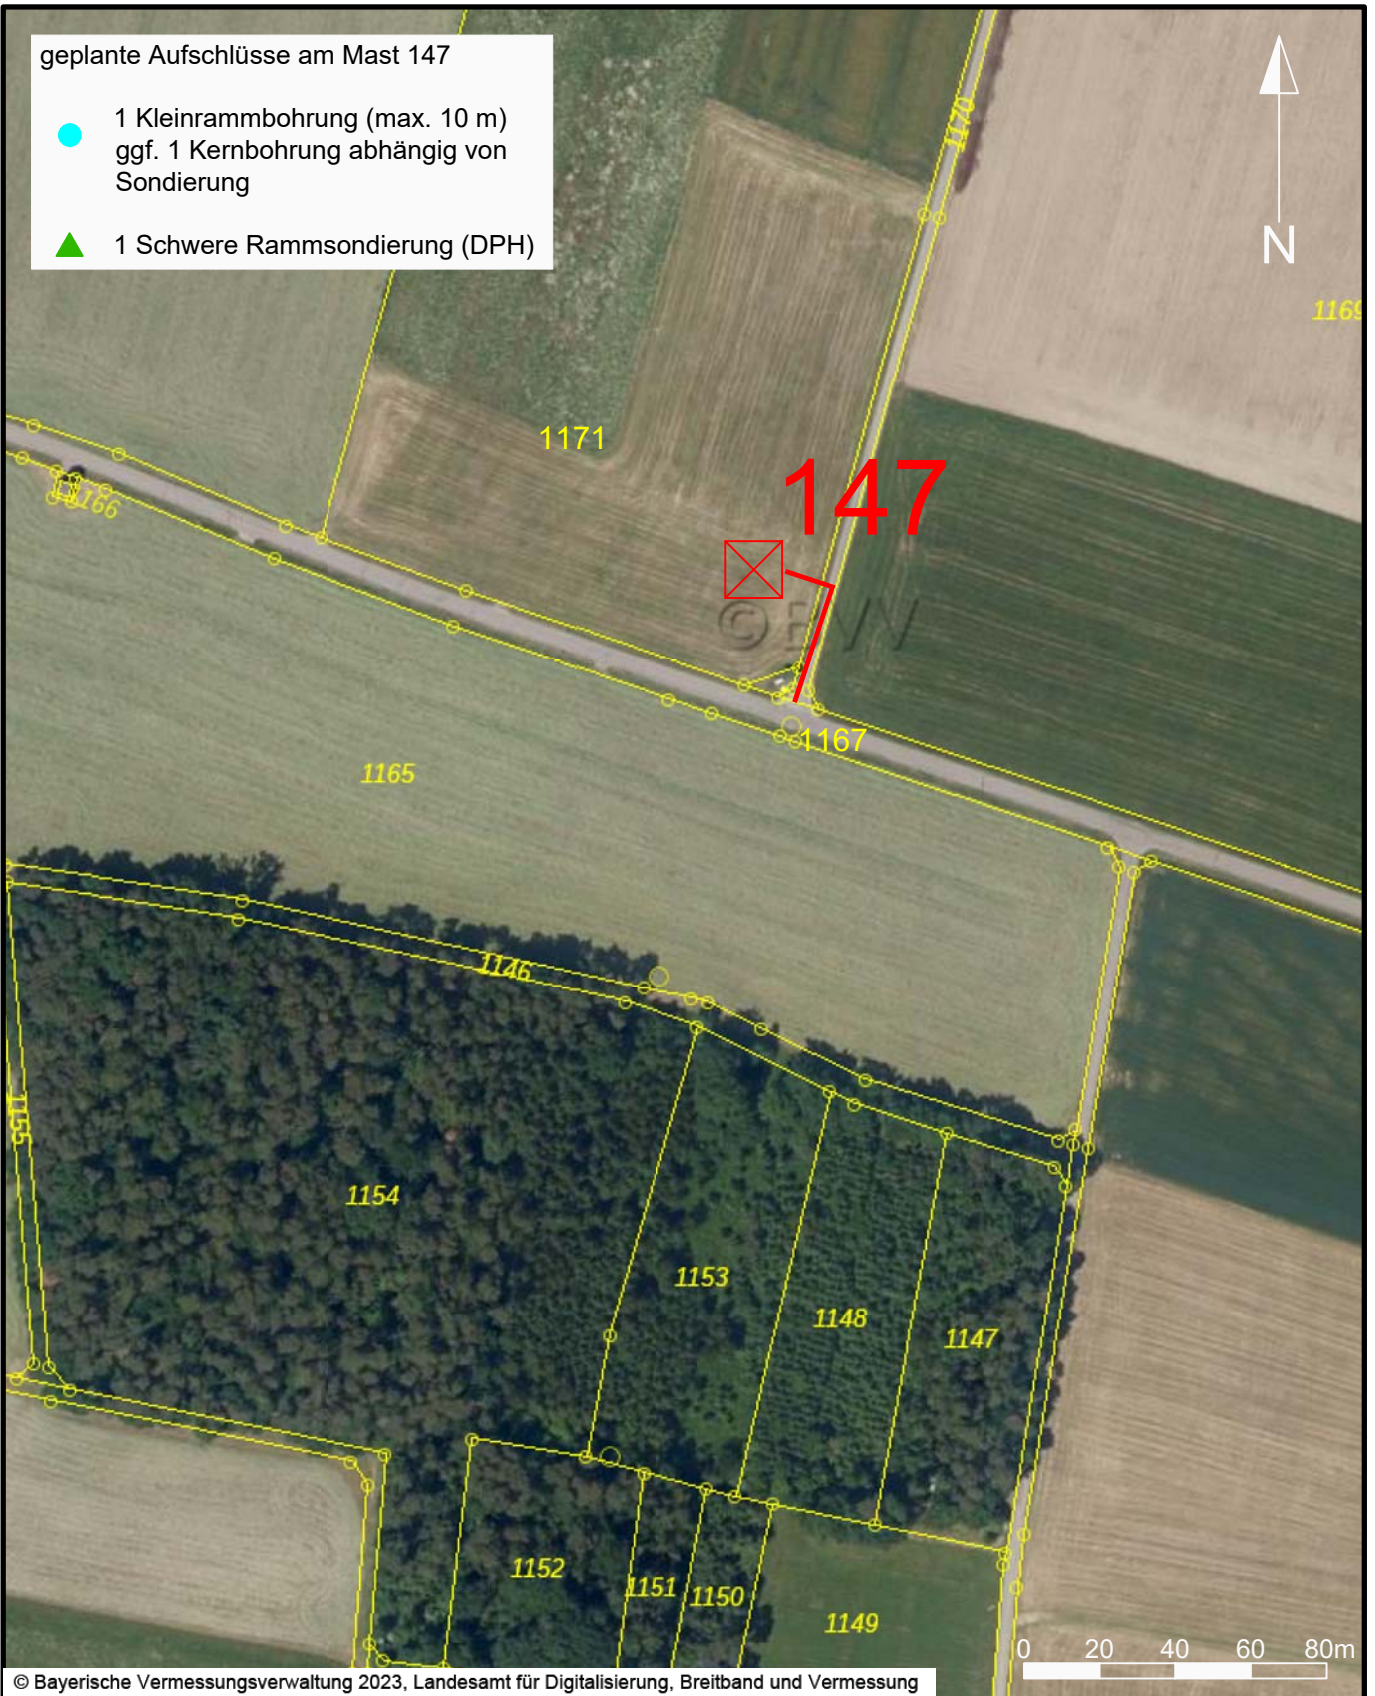 geplante Aufschlüsse am Mast 147
1 Kleinrammbohrung (max. 10 m)
ggf. 1 Kernbohrung abhängig von
Sondierung
1 Schwere Rammsondierung (DPH)
1170
N
1169
1171
147
166
1167
1165
1146
1155
1154
1153
1148
1147
1152
1151
1150
1149
0 20 40 60 80m
© Bayerische Vermessungsverwaltung 2023, Landesamt für Digitalisierung, Breitband und Vermessung